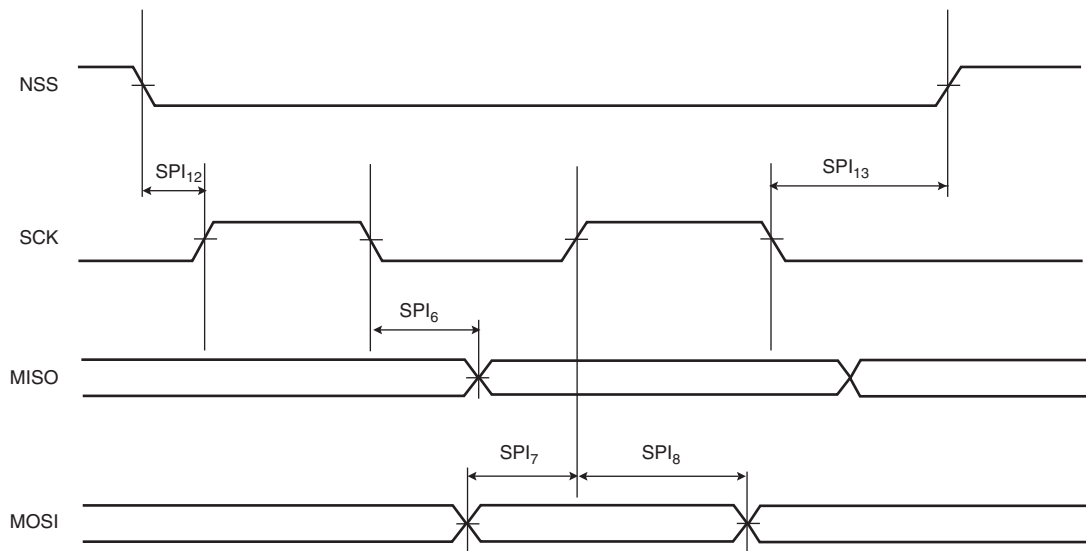 NSS
SPI₁₂
SPI₁₃
SCK
SPI₆
MISO
SPI₇
SPI₈
MOSI